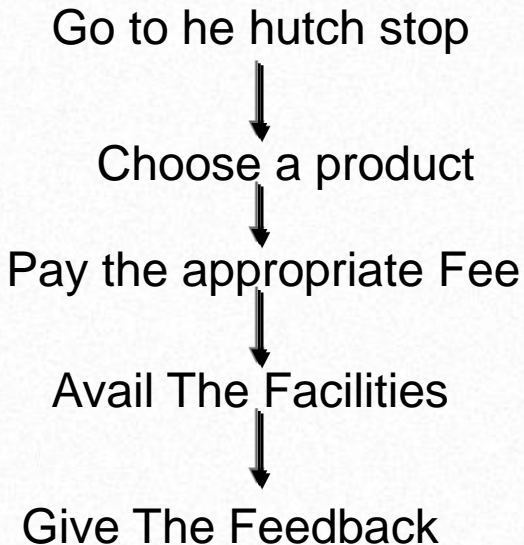 Go to he hutch stop
Choose a product
Pay the appropriate Fee
Avail The Facilities
Give The Feedback